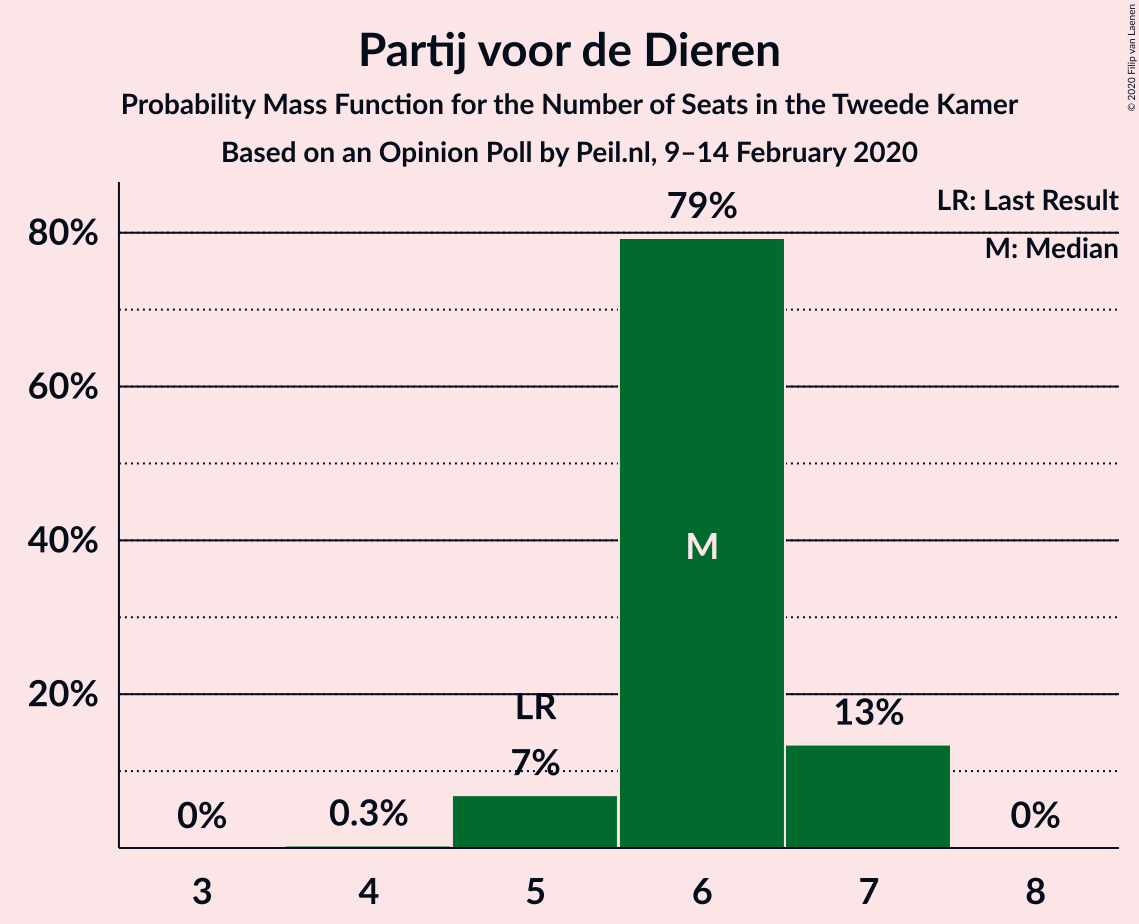 Partij voor de Dieren
Probability Mass Function for the Number of Seats in the Tweede Kamer
Based on an Opinion Poll by Peil.nl, 9–14 February 2020
© 2020 Filip van Laenen
LR: Last Result
M: Median
80%
60%
40%
20%
0%
0.3%
LR
7%
79%
M
13%
0%
3 4 5 6 7 8